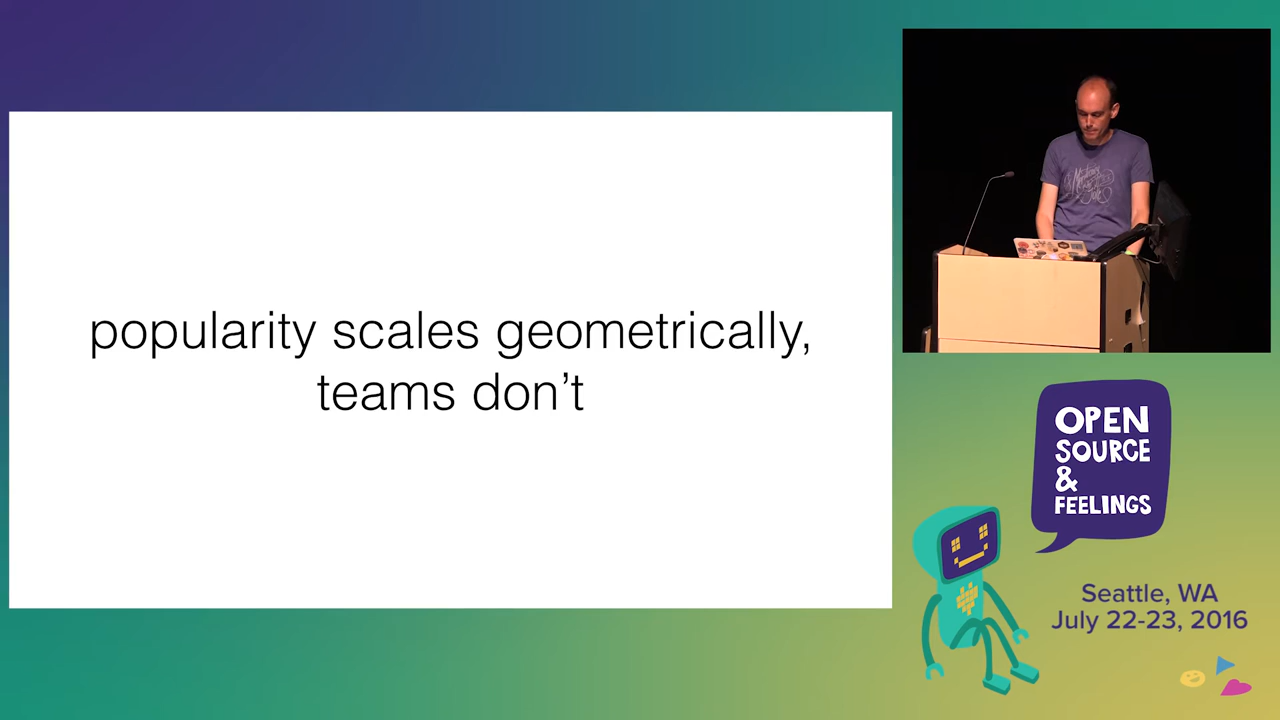 popularity scales geometrically,
teams don't
OPEN
SOURCE
&
FEELINGS
Seattle, WA
July 22-23, 2016